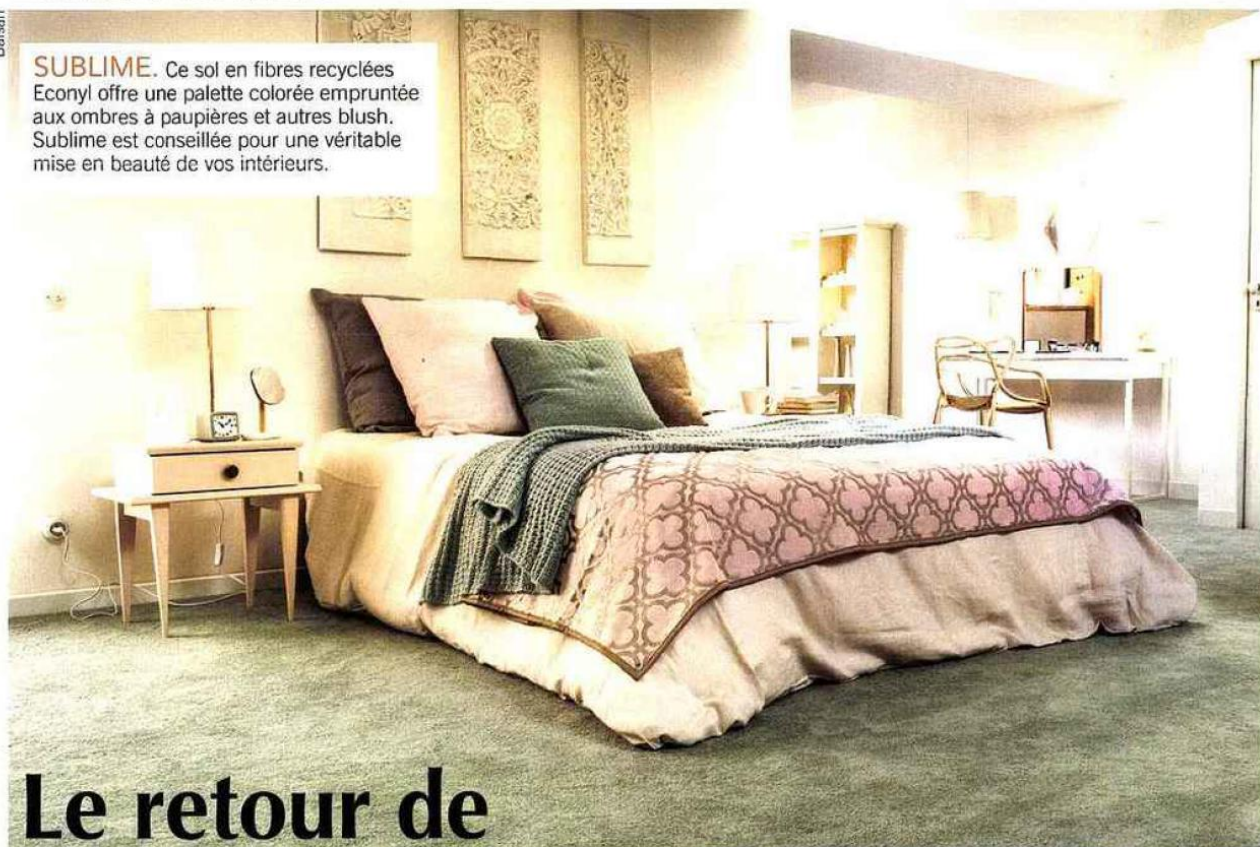 SUBLIME. Ce sol en fibres recyclées
Econyl offre une palette colorée empruntée
aux ombres à paupières et autres blush.
Sublime est conseillée pour une véritable
mise en beauté de vos intérieurs.
Le retour de